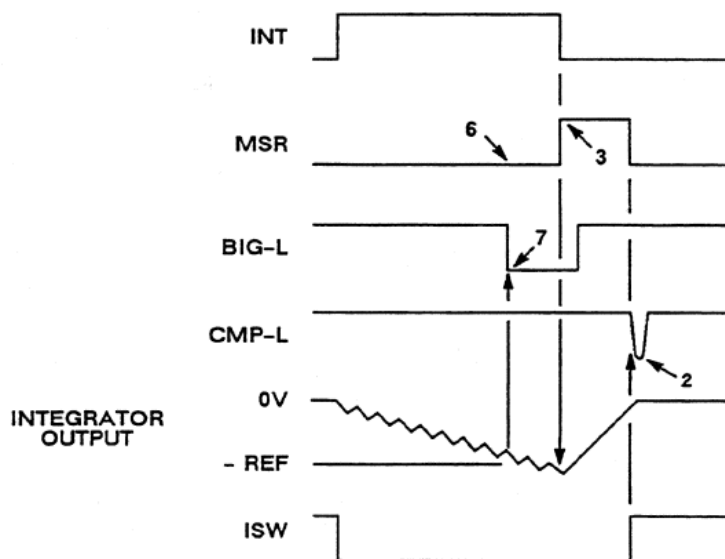 INT
6
MSR
3
BIG-L
7
CMP-L
2
0V
INTEGRATOR
OUTPUT
- REF
ISW